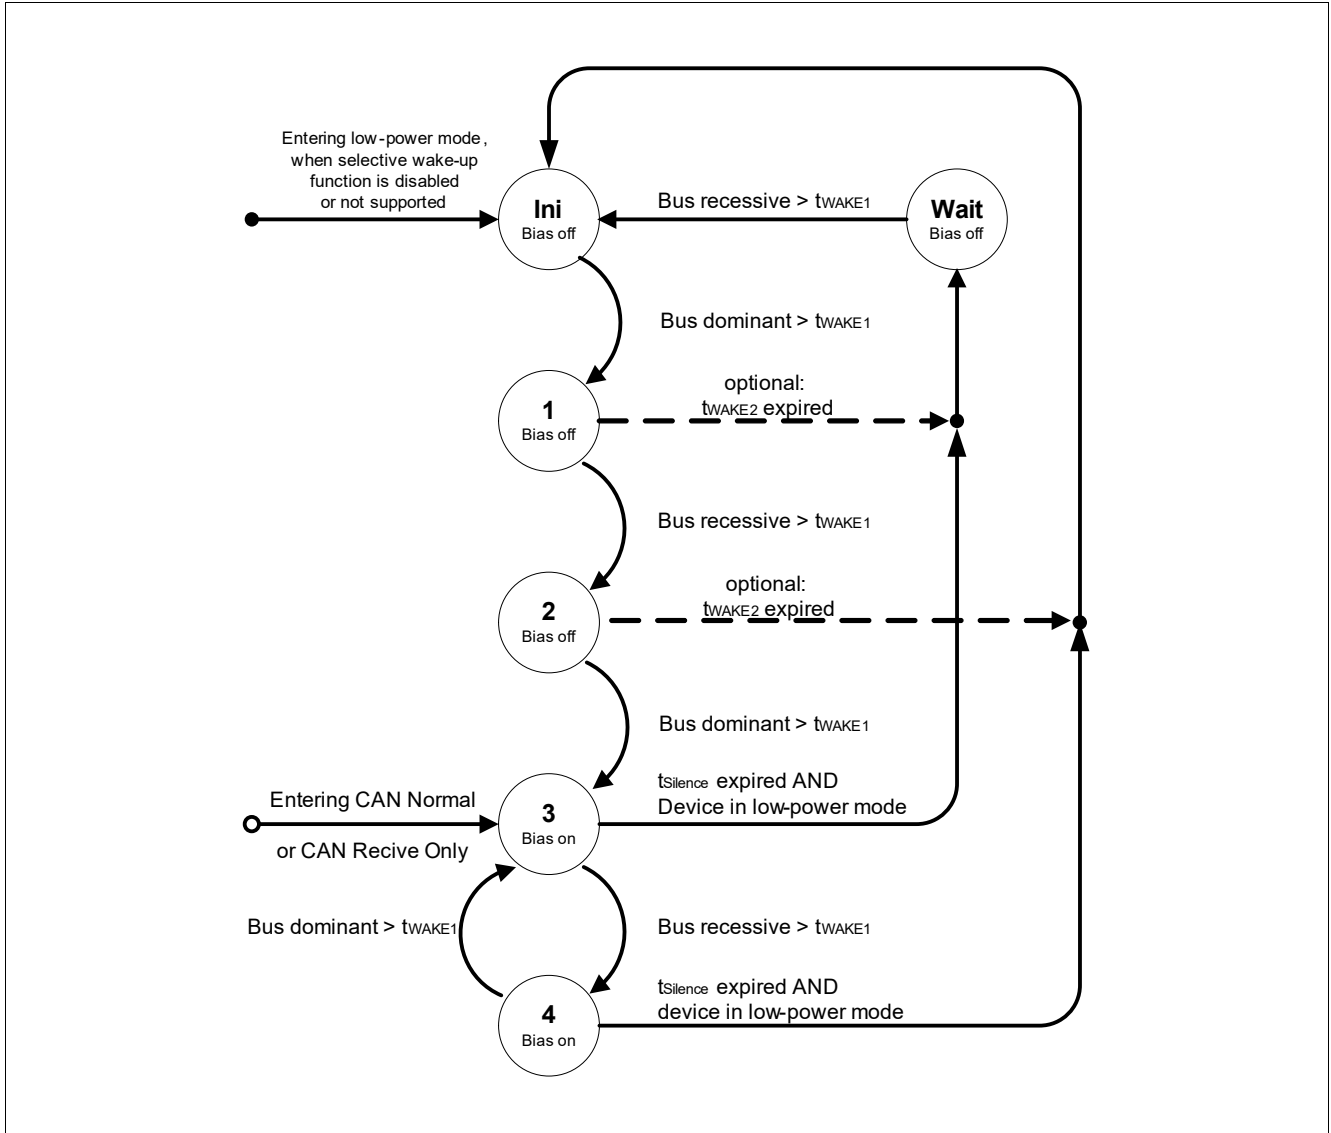 Entering low-power mode,
when selective wake-up
function is disabled
or not supported
Ini
Bias off
Bus recessive > tWAKE1
Wait
Bias off
Bus dominant > tWAKE1
1
Bias off
optional:
tWAKE2 expired
Bus recessive > tWAKE1
2
Bias off
optional:
tWAKE2 expired
Bus dominant > tWAKE1
Entering CAN Normal
or CAN Recive Only
3
Bias on
tSilence expired AND
Device in low-power mode
Bus dominant > tWAKE1
Bus recessive > tWAKE1
4
Bias on
tSilence expired AND
device in low-power mode